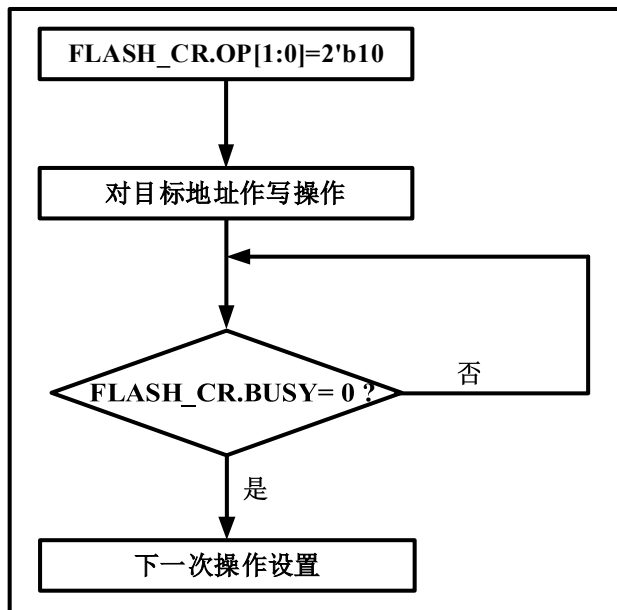 FLASH_CR.OP[1:0]=2'b10
对目标地址作写操作
FLASH_CR.BUSY= 0 ?
否
是
下一次操作设置